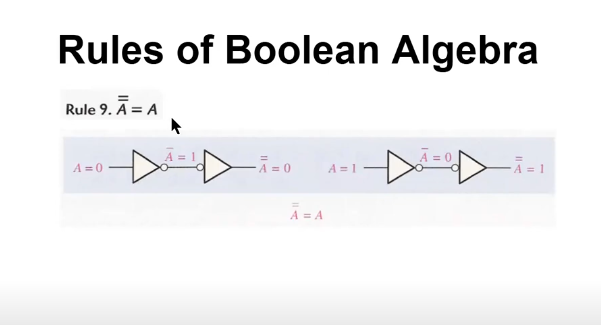 Rules of Boolean Algebra
Rule 9. A̿ = A
A = 0 A̅ = 1 A̿ = 0 A = 1 A̅ = 0 A̿ = 1
A̿ = A